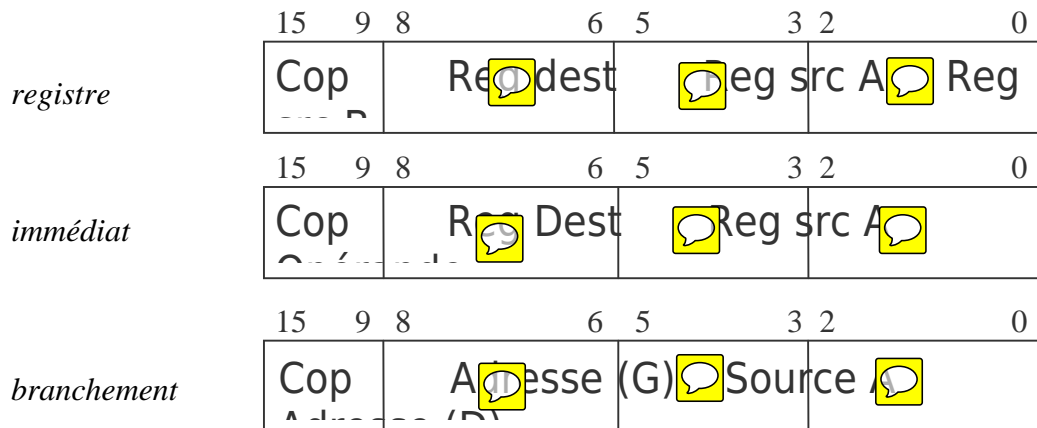 15 9 8 6 5 3 2 0
registre
Cop Reg dest Reg src A Reg
15 9 8 6 5 3 2 0
immédiat
Cop Reg Dest Reg src A
15 9 8 6 5 3 2 0
branchement
Cop Adresse (G) Source A
Adresse (D)